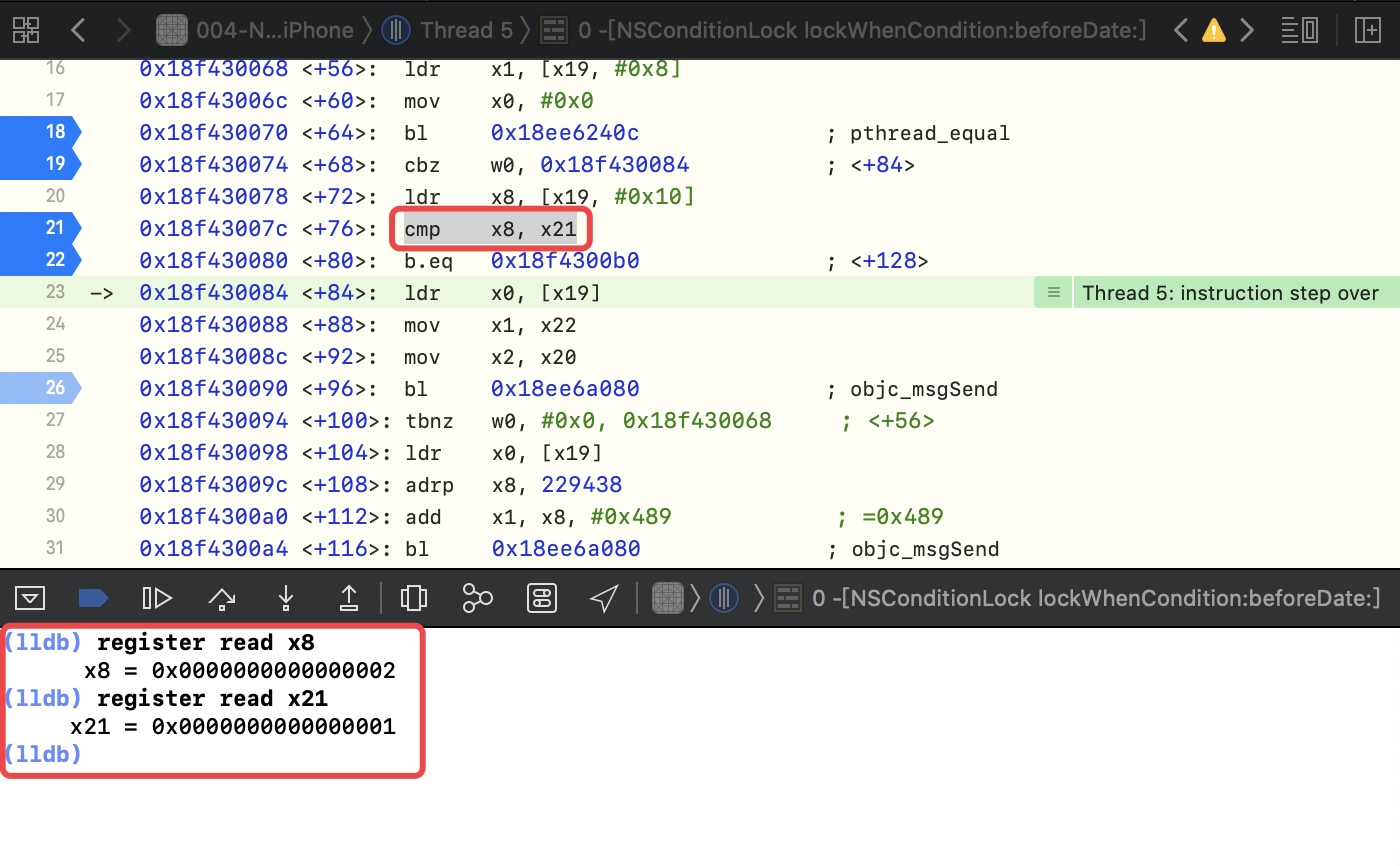 004-N...iPhone Thread 5 0 -[NSConditionLock lockWhenCondition:beforeDate:]
16 0x18f430068 <+56>: ldr x1, [x19, #0x8]
17 0x18f43006c <+60>: mov x0, #0x0
18 0x18f430070 <+64>: bl 0x18ee6240c ; pthread_equal
19 0x18f430074 <+68>: cbz w0, 0x18f430084 ; <+84>
20 0x18f430078 <+72>: ldr x8, [x19, #0x10]
21 0x18f43007c <+76>: cmp x8, x21
22 0x18f430080 <+80>: b.eq 0x18f4300b0 ; <+128>
23 -> 0x18f430084 <+84>: ldr x0, [x19] Thread 5: instruction step over
24 0x18f430088 <+88>: mov x1, x22
25 0x18f43008c <+92>: mov x2, x20
26 0x18f430090 <+96>: bl 0x18ee6a080 ; objc_msgSend
27 0x18f430094 <+100>: tbnz w0, #0x0, 0x18f430068 ; <+56>
28 0x18f430098 <+104>: ldr x0, [x19]
29 0x18f43009c <+108>: adrp x8, 229438
30 0x18f4300a0 <+112>: add x1, x8, #0x489 ; =0x489
31 0x18f4300a4 <+116>: bl 0x18ee6a080 ; objc_msgSend
0 -[NSConditionLock lockWhenCondition:beforeDate:]
(lldb) register read x8
x8 = 0x0000000000000002
(lldb) register read x21
x21 = 0x0000000000000001
(lldb)